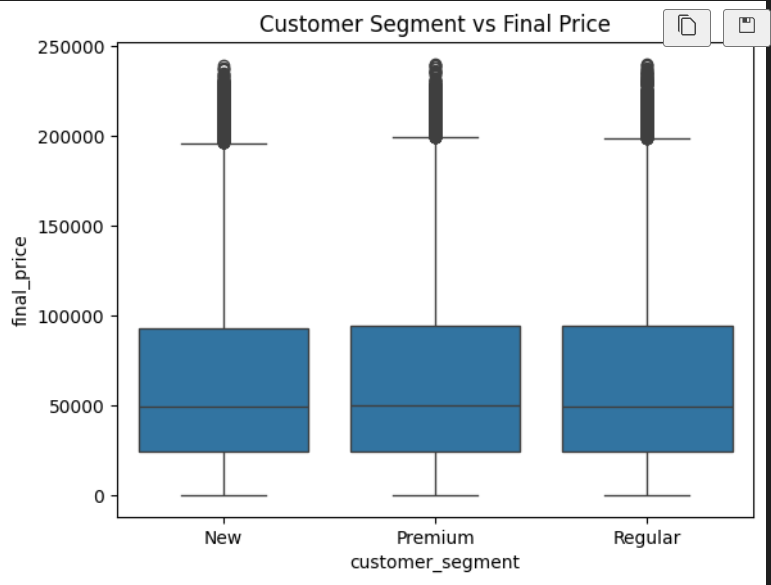 Customer Segment vs Final Price
250000
200000
150000
100000
50000
0
final_price
New Premium Regular
customer_segment